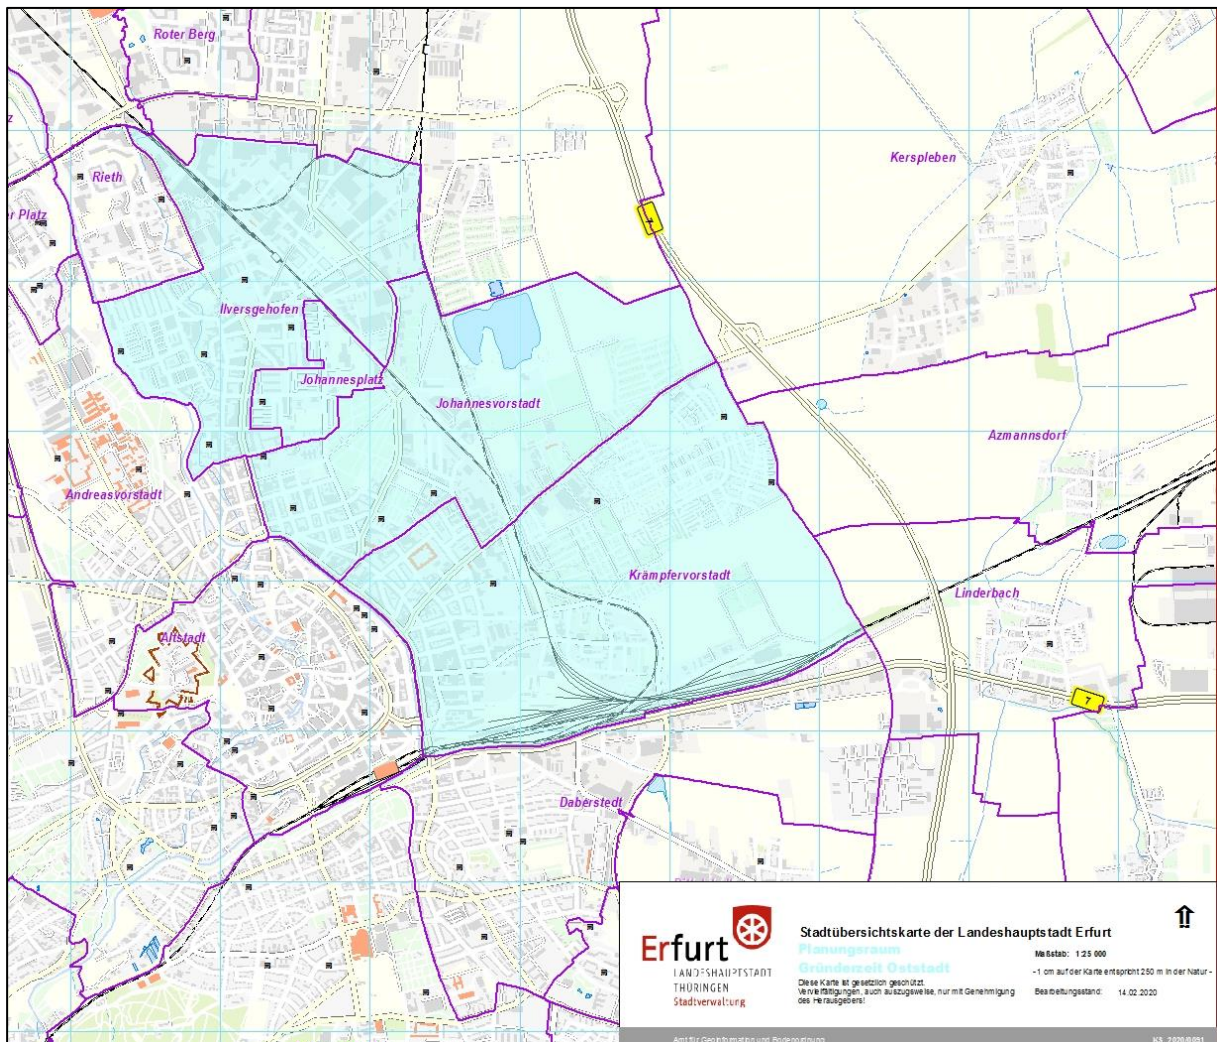 Roter Berg
Kerspleben
Rieth
r Platz
7
Ilversgehofen
Johannesplatz
Johannesvorstadt
Azmannsdorf
Andreasvorstadt
Krämpfervorstadt
Linderbach
Altstadt
7
Daberstedt
Erfurt
LANDESHAUPTSTADT
THÜRINGEN
Stadtverwaltung
Stadtübersichtskarte der Landeshauptstadt Erfurt
Planungsraum
Gründerzeit Oststadt
Diese Karte ist gesetzlich geschützt.
Vervielfältigungen, auch auszugsweise, nur mit Genehmigung
des Herausgebers!
Maßstab: 1:25 000
- 1 cm auf der Karte entspricht 250 m in der Natur -
Bearbeitungsstand: 14.02.2020
Amt für Geoinformation und Bodenordnung